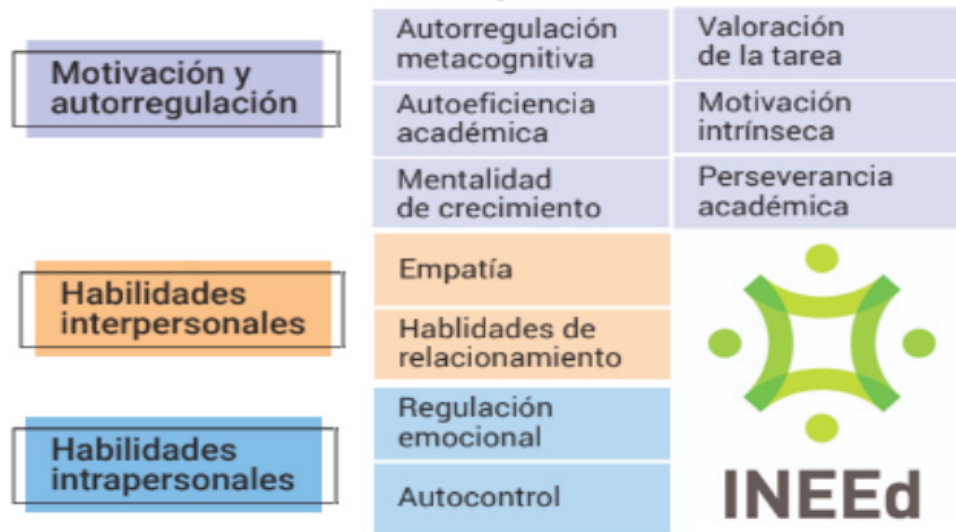 Motivación y
autorregulación
Autorregulación
metacognitiva
Valoración
de la tarea
Autoeficiencia
académica
Motivación
intrínseca
Mentalidad
de crecimiento
Perseverancia
académica
Habilidades
interpersonales
Empatía
Hablidades de
relacionamiento
Habilidades
intrapersonales
Regulación
emocional
Autocontrol
INEEd